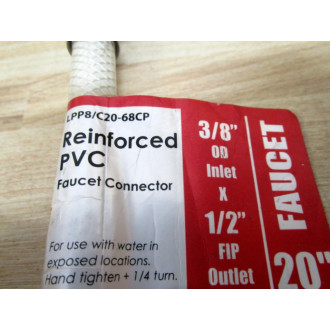 LPP8/C20-68CP
Reinforced
PVC
Faucet Connector
For use with water in
exposed locations.
Hand tighten + 1/4 turn.
3/8"
OD
Inlet
X
1/2"
FIP
Outlet
FAUCET
20"